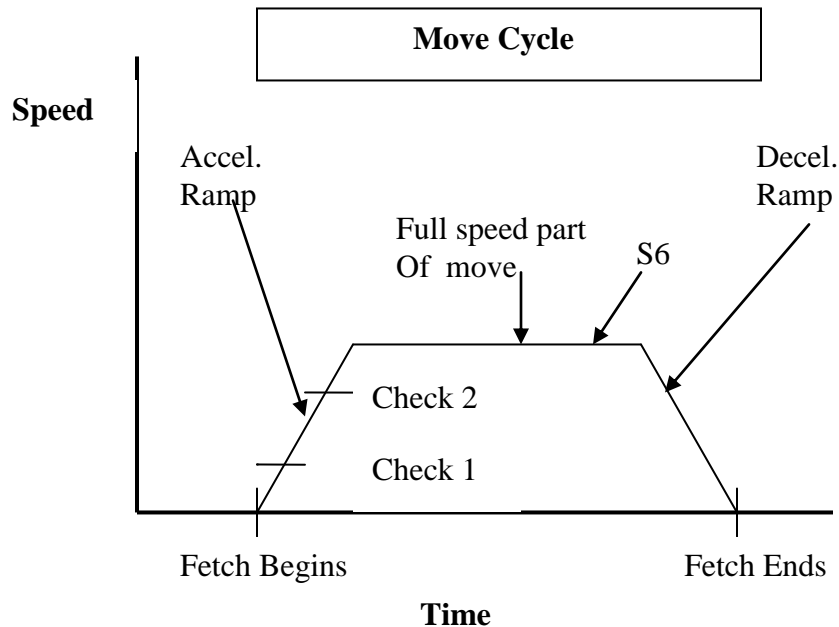 Move Cycle
Speed
Accel.
Ramp
Decel.
Ramp
Full speed part
Of move
S6
Check 2
Check 1
Fetch Begins
Fetch Ends
Time